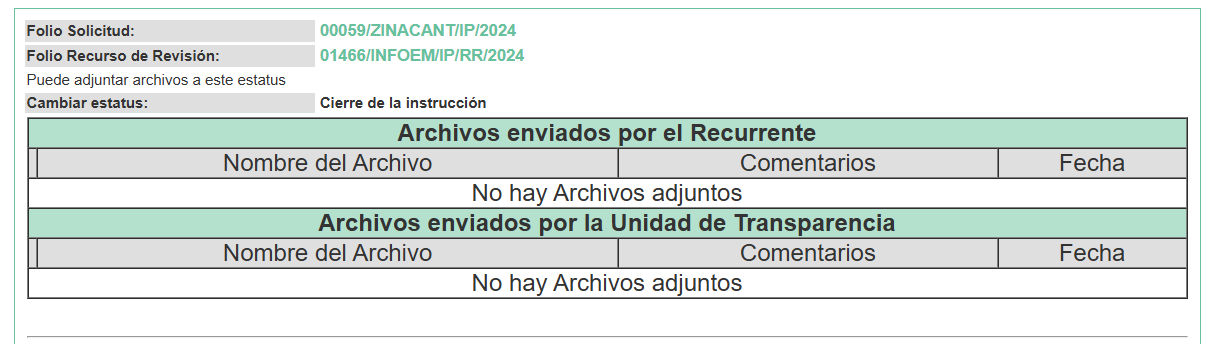 Folio Solicitud: 00059/ZINACANT/IP/2024
Folio Recurso de Revisión: 01466/INFOEM/IP/RR/2024
Puede adjuntar archivos a este estatus
Cambiar estatus: Cierre de la instrucción
Archivos enviados por el Recurrente
Nombre del Archivo Comentarios Fecha
No hay Archivos adjuntos
Archivos enviados por la Unidad de Transparencia
Nombre del Archivo Comentarios Fecha
No hay Archivos adjuntos